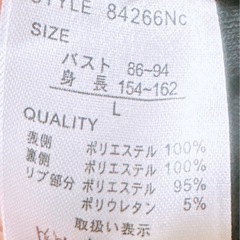 STYLE 84266Nc
SIZE
バスト 86~94
身長 154~162
L
QUALITY
表側 ポリエステル 100%
裏側 ポリエステル 100%
リブ部分 ポリエステル 95%
ポリウレタン 5%
取扱い表示